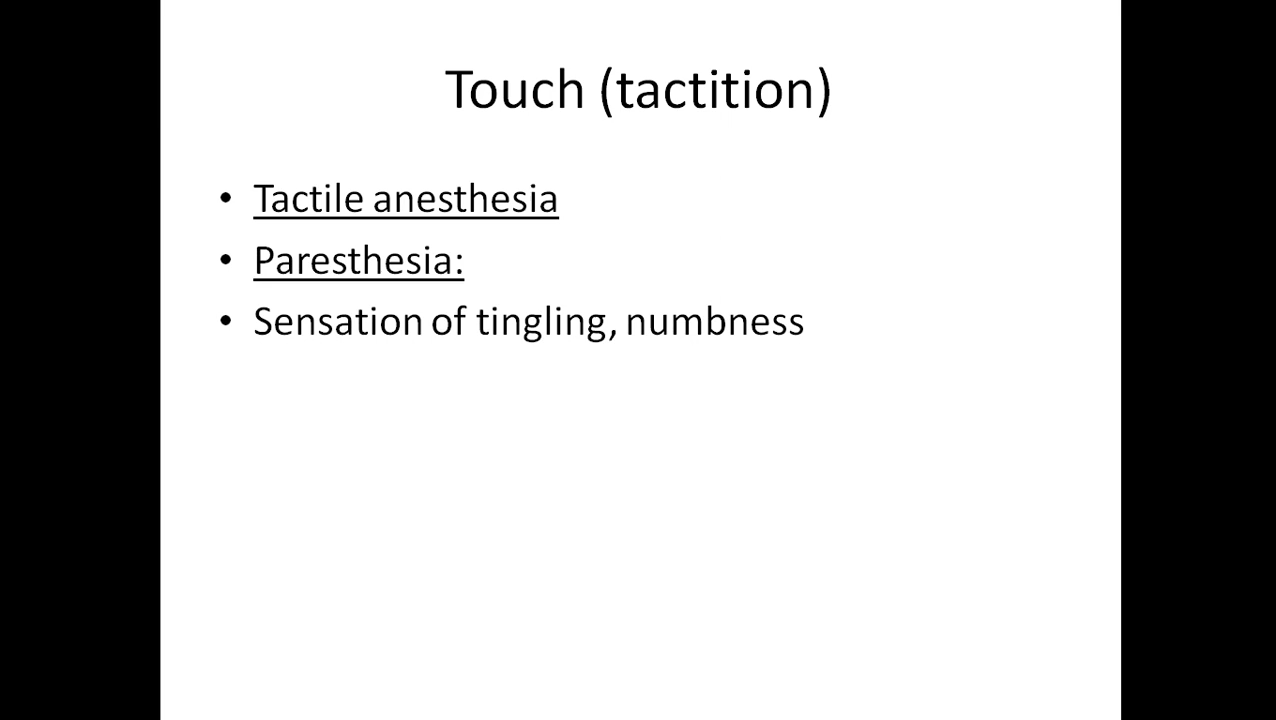 Touch (tactition)
• Tactile anesthesia
• Paresthesia:
• Sensation of tingling, numbness